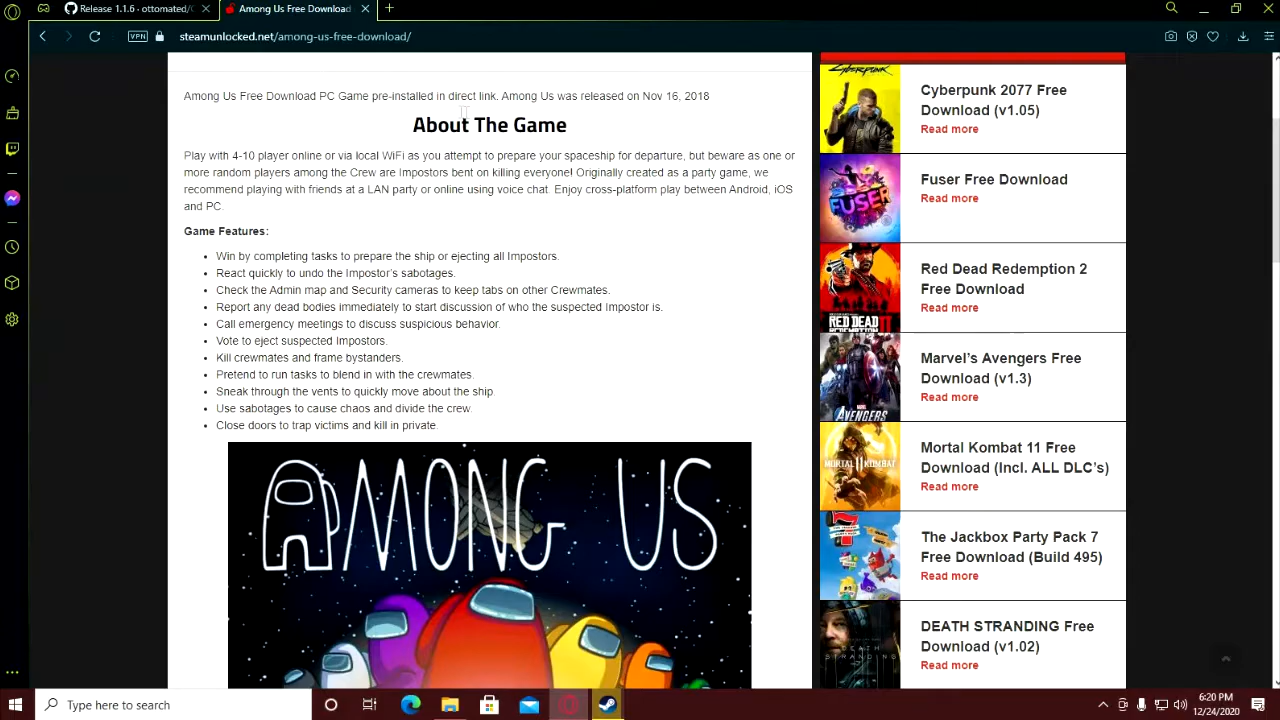 Release 1.1.6 · ottomated/C
Among Us Free Download
VPN
steamunlocked.net/among-us-free-download/
Among Us Free Download PC Game pre-installed in direct link. Among Us was released on Nov 16, 2018
About The Game
Play with 4-10 player online or via local WiFi as you attempt to prepare your spaceship for departure, but beware as one or
more random players among the Crew are Impostors bent on killing everyone! Originally created as a party game, we
recommend playing with friends at a LAN party or online using voice chat. Enjoy cross-platform play between Android, iOS
and PC.
Game Features:
Win by completing tasks to prepare the ship or ejecting all Impostors.
React quickly to undo the Impostor's sabotages.
Check the Admin map and Security cameras to keep tabs on other Crewmates.
Report any dead bodies immediately to start discussion of who the suspected Impostor is.
Call emergency meetings to discuss suspicious behavior.
Vote to eject suspected Impostors.
Kill crewmates and frame bystanders.
Pretend to run tasks to blend in with the crewmates.
Sneak through the vents to quickly move about the ship.
Use sabotages to cause chaos and divide the crew.
Close doors to trap victims and kill in private.
AMONG US
CYBERPUNK
Cyberpunk 2077 Free
Download (v1.05)
Read more
FUSER
Fuser Free Download
Read more
RED DEAD
REDEMPTION II
Red Dead Redemption 2
Free Download
Read more
AVENGERS
Marvel's Avengers Free
Download (v1.3)
Read more
MORTAL KOMBAT
11
Mortal Kombat 11 Free
Download (Incl. ALL DLC's)
Read more
7
The Jackbox Party Pack 7
Free Download (Build 495)
Read more
DEATH
STRANDING
DEATH STRANDING Free
Download (v1.02)
Read more
Type here to search
6:20 PM
12/24/2020